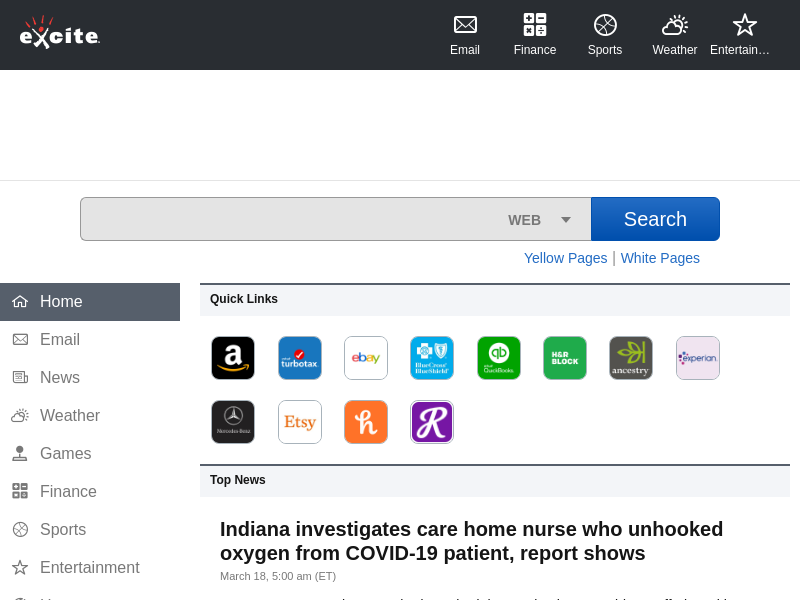 excite
Email
Finance
Sports
Weather
Entertain...
WEB
Search
Yellow Pages | White Pages
Home
Email
News
Weather
Games
Finance
Sports
Entertainment
Quick Links
a
turbotax
ebay
BlueCross
BlueShield
qb
QuickBooks
H&R
BLOCK
ancestry
experian.
Mercedes-Benz
Etsy
h
R
Top News
Indiana investigates care home nurse who unhooked
oxygen from COVID-19 patient, report shows
March 18, 5:00 am (ET)